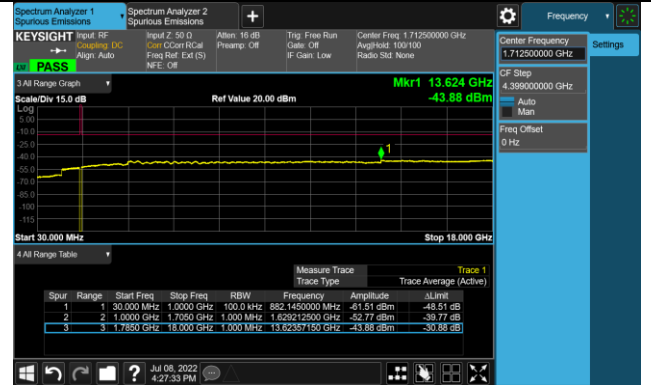 Spectrum Analyzer 1
Spurious Emissions
Spectrum Analyzer 2
Spurious Emissions
Frequency
KEYSIGHT
Input: RF
Coupling: DC
Align: Auto
Input Z: 50 Ω
Corr CCorr RCal
Freq Ref: Ext (S)
NFE: Off
Atten: 16 dB
Preamp: Off
Trig: Free Run
Gate: Off
IF Gain: Low
Center Freq: 1.712500000 GHz
Avg|Hold: 100/100
Radio Std: None
PASS
Center Frequency
1.712500000 GHz
Settings
CF Step
4.399000000 GHz
Auto
Man
Freq Offset
0 Hz
3 All Range Graph
Mkr1 13.624 GHz
Scale/Div 15.0 dB
Ref Value 20.00 dBm
-43.88 dBm
Log
5.00
-10.0
-25.0
-40.0
-55.0
-70.0
-85.0
-100
-115
1
Start 30.000 MHz
Stop 18.000 GHz
4 All Range Table
Measure Trace
Trace 1
Trace Type
Trace Average (Active)
Spur Range Start Freq Stop Freq RBW Frequency Amplitude ΔLimit
1 1 30.000 MHz 1.0000 GHz 100.0 kHz 882.1450000 MHz -61.51 dBm -48.51 dB
2 2 1.0000 GHz 1.7050 GHz 1.000 MHz 1.629212500 GHz -52.77 dBm -39.77 dB
3 3 1.7850 GHz 18.000 GHz 1.000 MHz 13.62357150 GHz -43.88 dBm -30.88 dB
Jul 08, 2022
4:27:33 PM